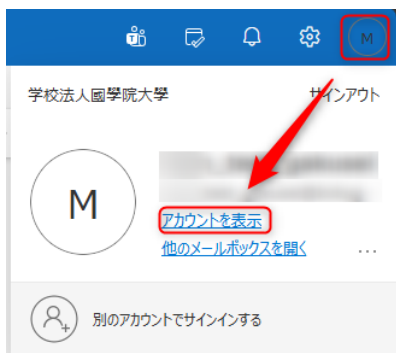 M
学校法人國學院大學
サインアウト
M
アカウントを表示
他のメールボックスを開く
...
別のアカウントでサインインする